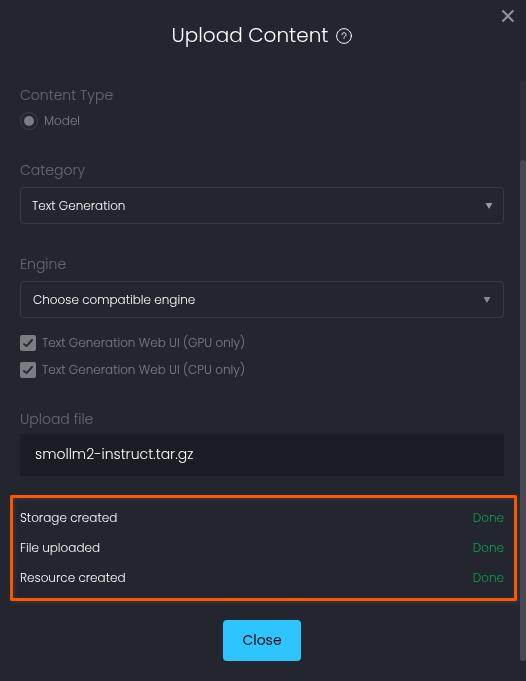 Upload Content ?
Content Type
Model
Category
Text Generation
Engine
Choose compatible engine
Text Generation Web UI (GPU only)
Text Generation Web UI (CPU only)
Upload file
smollm2-instruct.tar.gz
Storage created Done
File uploaded Done
Resource created Done
Close